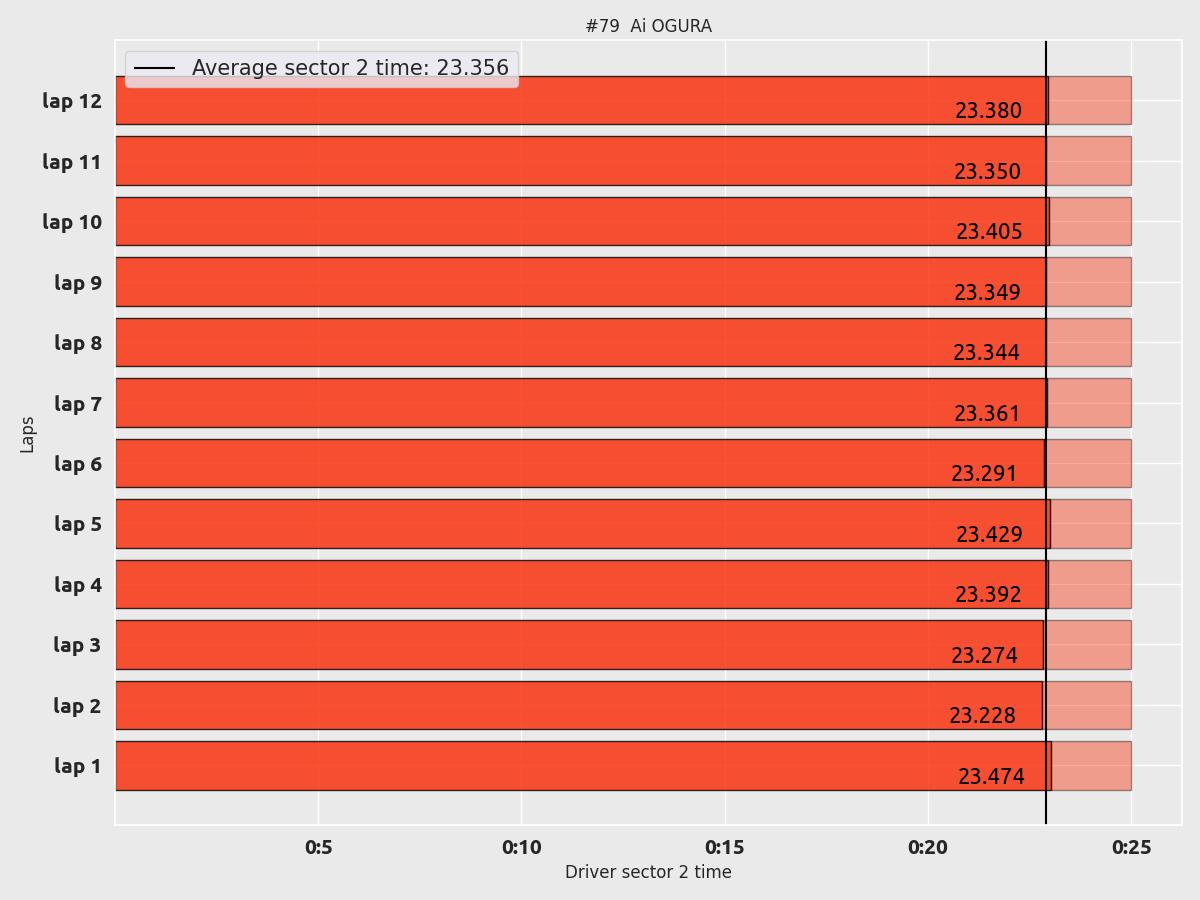 #79 Ai OGURA
Average sector 2 time: 23.356
lap 12 23.380
lap 11 23.350
lap 10 23.405
lap 9 23.349
lap 8 23.344
lap 7 23.361
lap 6 23.291
lap 5 23.429
lap 4 23.392
lap 3 23.274
lap 2 23.228
lap 1 23.474
Laps
0:5 0:10 0:15 0:20 0:25
Driver sector 2 time